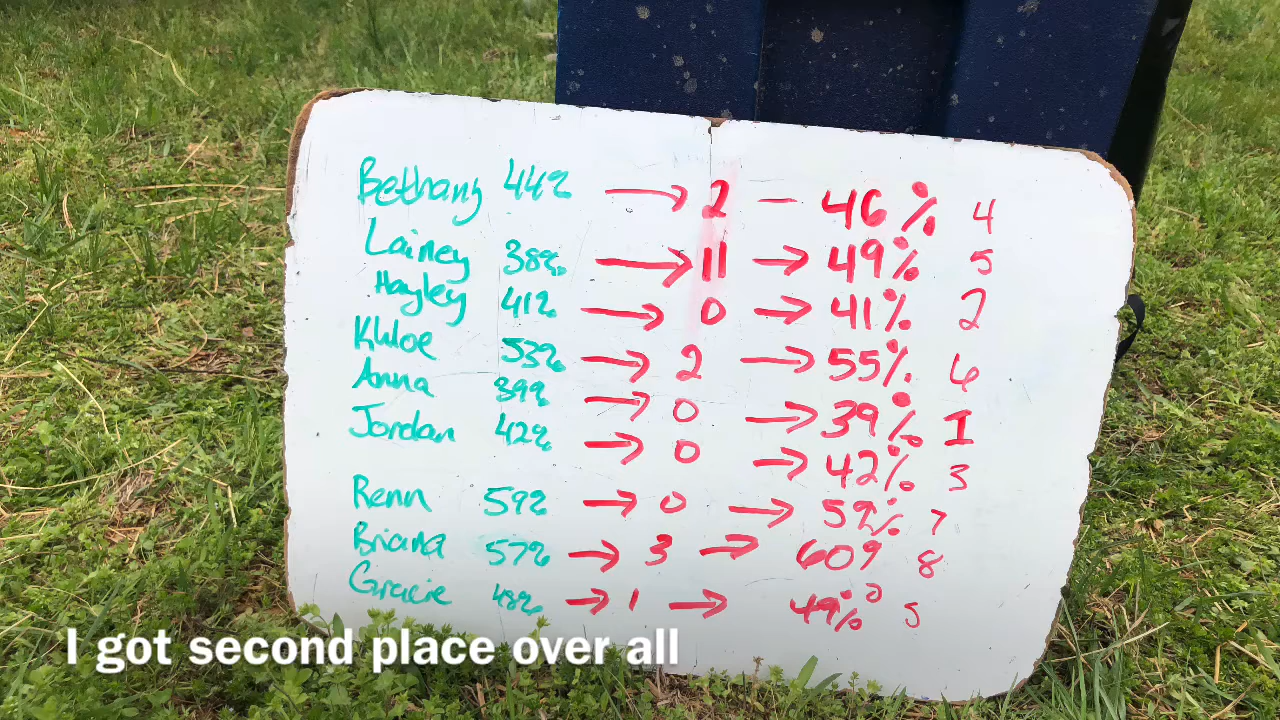 Bethany 44% → 2 — 46% 4
Lainey 38% → 11 → 49% 5
Hayley 41% → 0 → 41% 2
Khloe 53% → 2 → 55% 6
Anna 39% → 0 → 39% 1
Jordan 42% → 0 → 42% 3
Renn 59% → 0 → 59% 7
Briana 57% → 3 → 609 8
Gracie 48% → 1 → 49% 5
I got second place over all